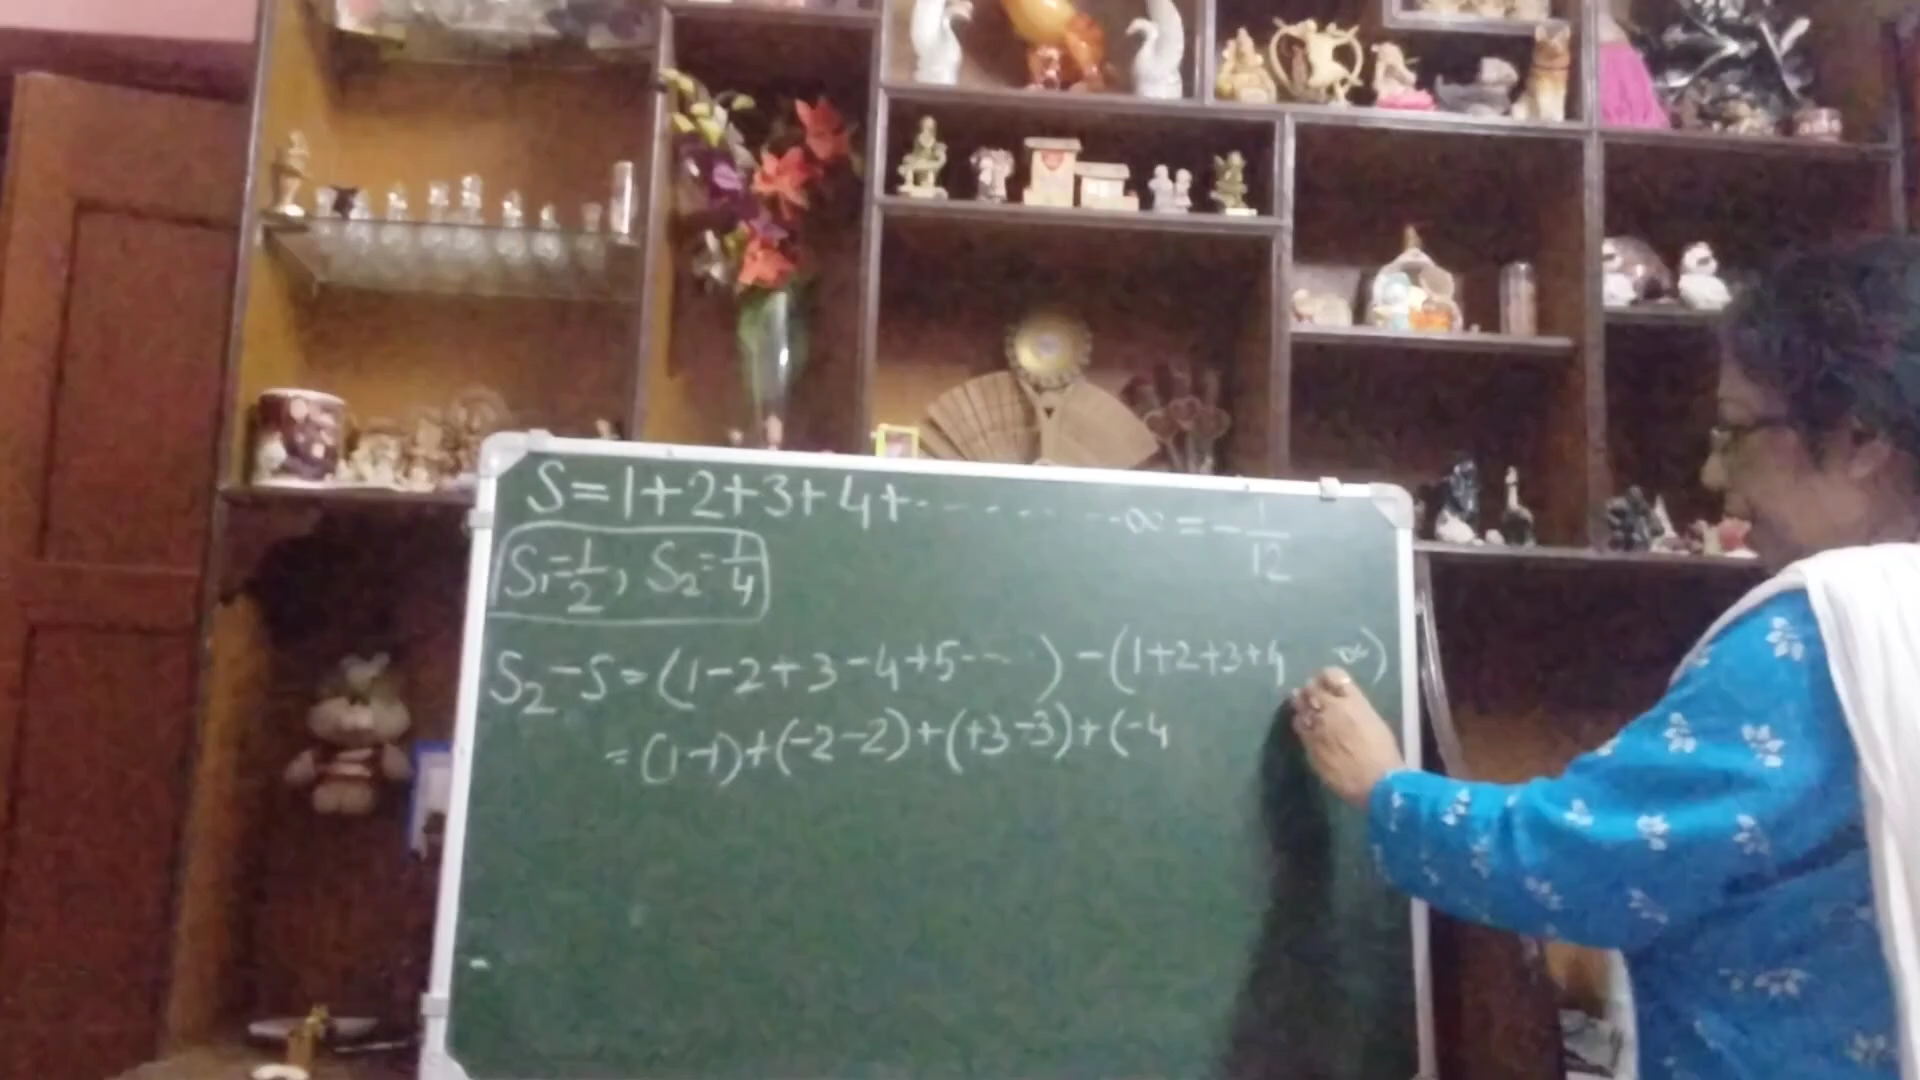 S=1+2+3+4+-------∞ = -1/12
S₁=1/2, S₂=1/4
S₂-S=(1-2+3-4+5--- )-(1+2+3+4 ∞)
=(1-1)+(-2-2)+(+3-3)+(-4